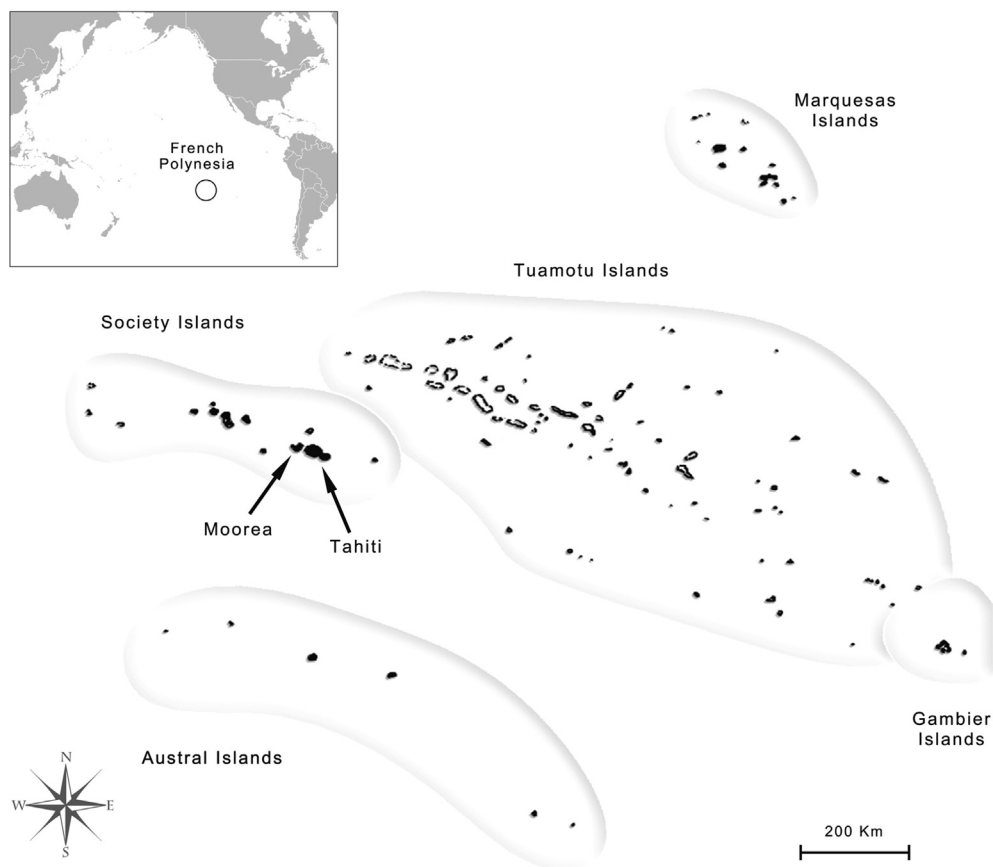 French
Polynesia
Marquesas
Islands
Tuamotu Islands
Society Islands
Moorea
Tahiti
Gambier
Islands
Austral Islands
N
W E
S
200 Km